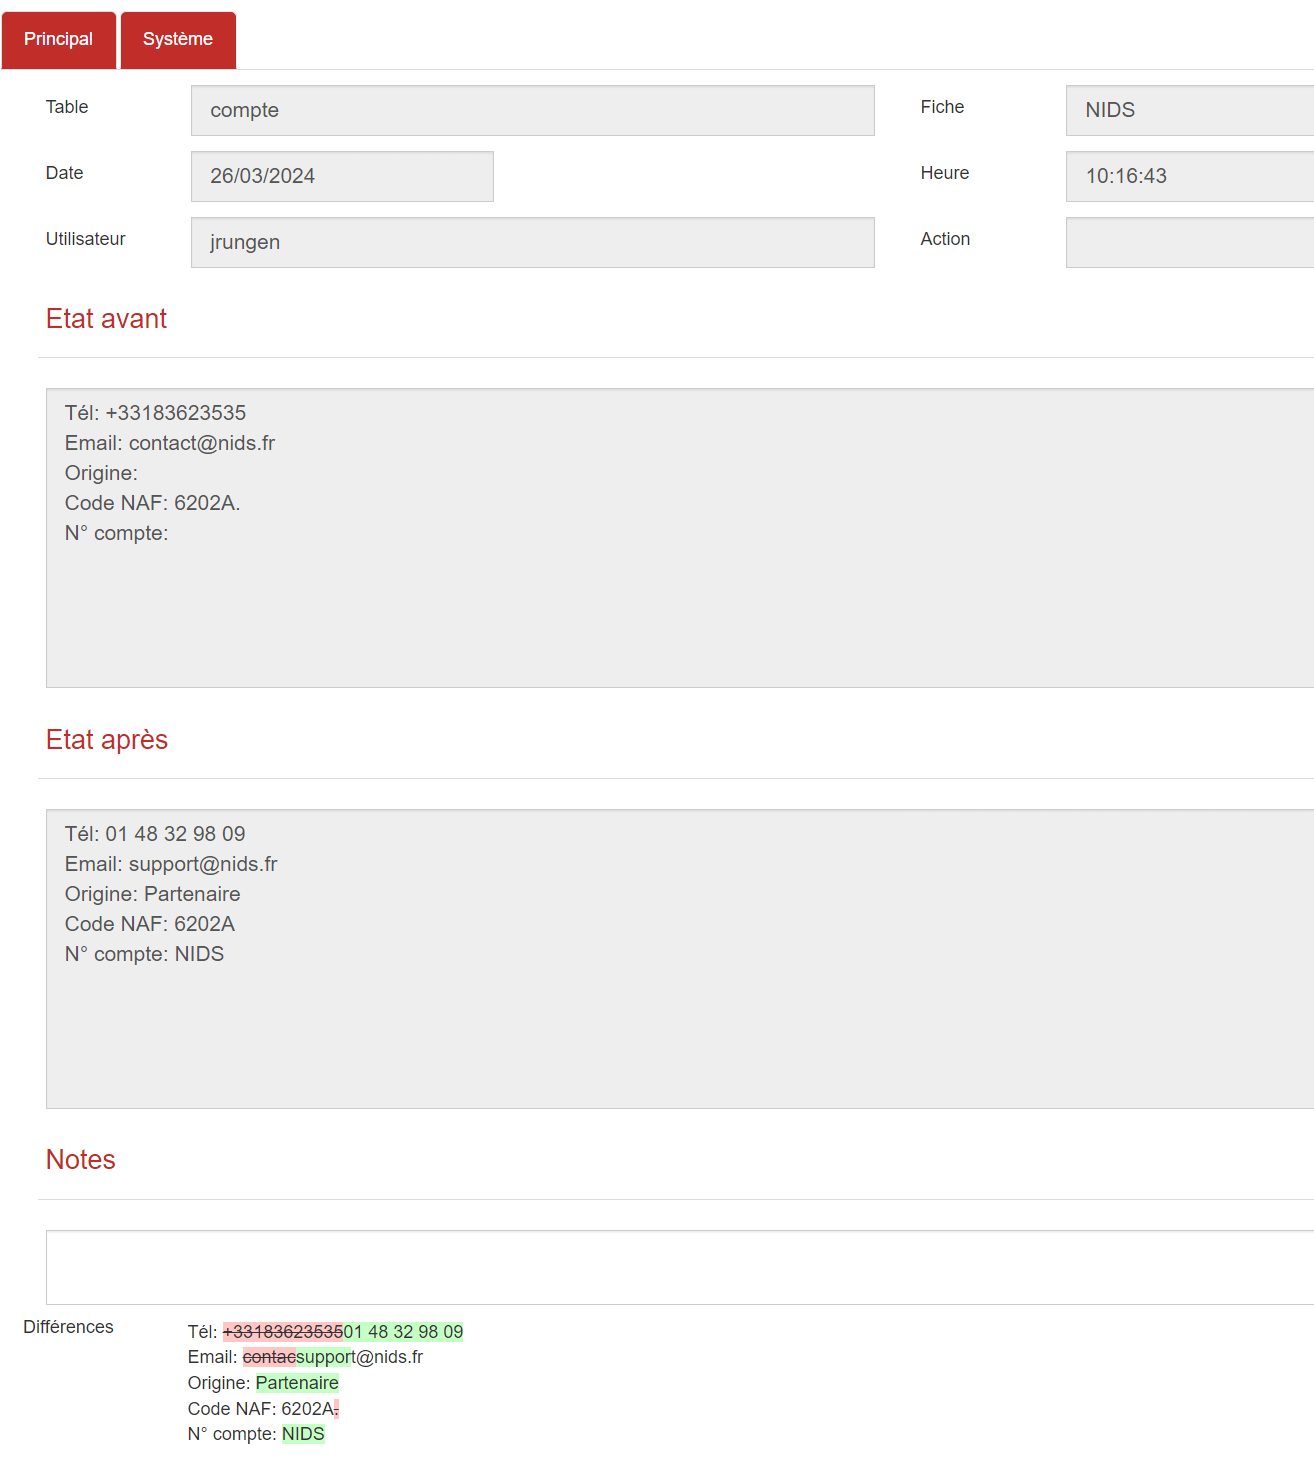 Principal Système
Table compte Fiche NIDS
Date 26/03/2024 Heure 10:16:43
Utilisateur jrungen Action
Etat avant
Tél: +33183623535
Email: contact@nids.fr
Origine:
Code NAF: 6202A.
N° compte:
Etat après
Tél: 01 48 32 98 09
Email: support@nids.fr
Origine: Partenaire
Code NAF: 6202A
N° compte: NIDS
Notes
Différences
Tél: +3318362353501 48 32 98 09
Email: contacsupport@nids.fr
Origine: Partenaire
Code NAF: 6202A.
N° compte: NIDS